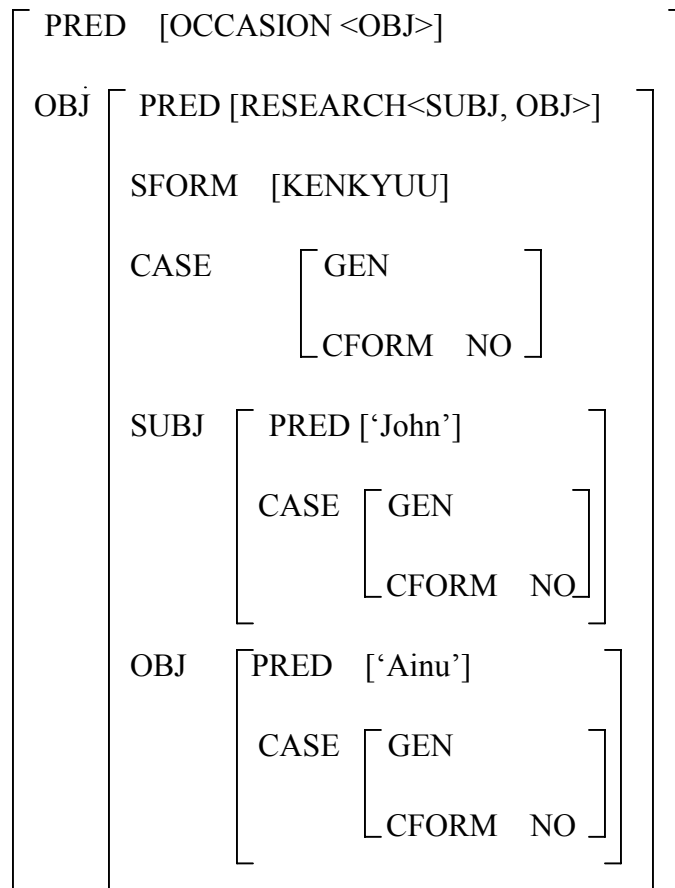 PRED [OCCASION <OBJ>]
OBJ PRED [RESEARCH<SUBJ, OBJ>]
SFORM [KENKYUU]
CASE GEN
CFORM NO
SUBJ PRED [‘John’]
CASE GEN
CFORM NO
OBJ PRED [‘Ainu’]
CASE GEN
CFORM NO